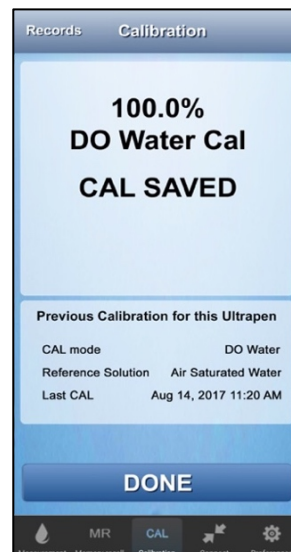 Records Calibration
100.0%
DO Water Cal
CAL SAVED
Previous Calibration for this Ultrapen
CAL mode DO Water
Reference Solution Air Saturated Water
Last CAL Aug 14, 2017 11:20 AM
DONE
MR CAL